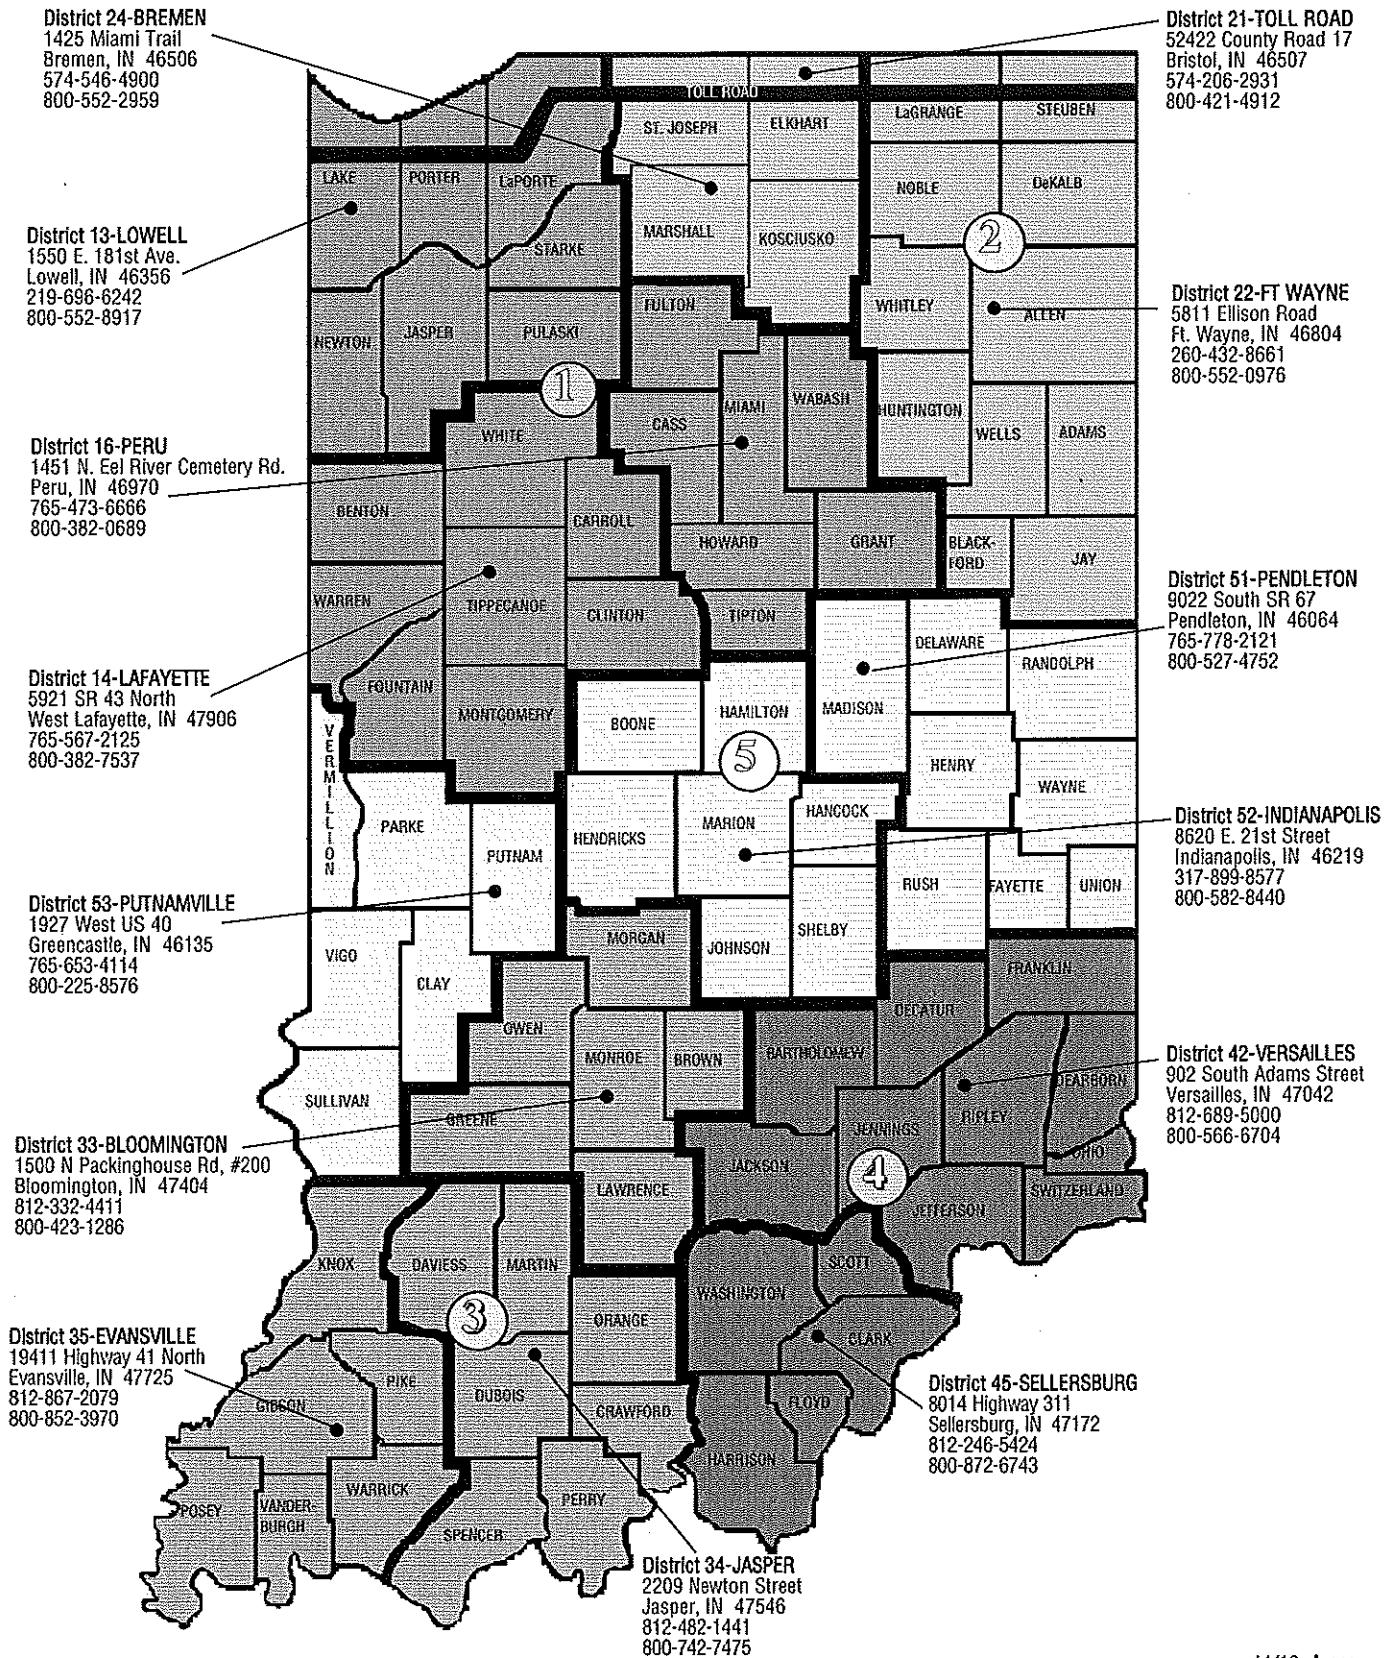 District 24-BREMEN
1425 Miami Trail
Bremen, IN 46506
574-546-4900
800-552-2959
District 21-TOLL ROAD
52422 County Road 17
Bristol, IN 46507
574-206-2931
800-421-4912
District 13-LOWELL
1550 E. 181st Ave.
Lowell, IN 46356
219-696-6242
800-552-8917
District 22-FT WAYNE
5811 Ellison Road
Ft. Wayne, IN 46804
260-432-8661
800-552-0976
District 16-PERU
1451 N. Eel River Cemetery Rd.
Peru, IN 46970
765-473-6666
800-382-0689
District 51-PENDLETON
9022 South SR 67
Pendleton, IN 46064
765-778-2121
800-527-4752
District 14-LAFAYETTE
5921 SR 43 North
West Lafayette, IN 47906
765-567-2125
800-382-7537
District 52-INDIANAPOLIS
8620 E. 21st Street
Indianapolis, IN 46219
317-899-8577
800-582-8440
District 53-PUTNAMVILLE
1927 West US 40
Greencastle, IN 46135
765-653-4114
800-225-8576
District 42-VERSAILLES
902 South Adams Street
Versailles, IN 47042
812-689-5000
800-566-6704
District 33-BLOOMINGTON
1500 N Packinghouse Rd, #200
Bloomington, IN 47404
812-332-4411
800-423-1286
District 35-EVANSVILLE
19411 Highway 41 North
Evansville, IN 47725
812-867-2079
800-852-3970
District 45-SELLERSBURG
8014 Highway 311
Sellersburg, IN 47172
812-246-5424
800-872-6743
District 34-JASPER
2209 Newton Street
Jasper, IN 47546
812-482-1441
800-742-7475
TOLL ROAD
ST. JOSEPH
ELKHART
LaGRANGE
STEUBEN
LAKE
PORTER
LaPORTE
NOBLE
DeKALB
MARSHALL
KOSCIUSKO
STARKE
2
FULTON
WHITLEY
ALLEN
NEWTON
JASPER
PULASKI
1
MIAMI
WABASH
HUNTINGTON
WHITE
CASS
WELLS
ADAMS
BENTON
CARROLL
HOWARD
GRANT
BLACK-
FORD
JAY
WARREN
TIPPECANOE
CLINTON
TIPTON
DELAWARE
RANDOLPH
FOUNTAIN
MONTGOMERY
BOONE
HAMILTON
MADISON
5
HENRY
WAYNE
VERMILLION
PARKE
PUTNAM
HENDRICKS
MARION
HANCOCK
RUSH
FAYETTE
UNION
VIGO
CLAY
MORGAN
JOHNSON
SHELBY
FRANKLIN
OWEN
DECATUR
MONROE
BROWN
BARTHOLOMEW
DEARBORN
SULLIVAN
GREENE
JENNINGS
RIPLEY
OHIO
JACKSON
4
LAWRENCE
JEFFERSON
SWITZERLAND
KNOX
DAVIESS
MARTIN
SCOTT
WASHINGTON
3
ORANGE
CLARK
GIBSON
PIKE
DUBOIS
CRAWFORD
FLOYD
HARRISON
POSEY
VANDER-
BURGH
WARRICK
SPENCER
PERRY